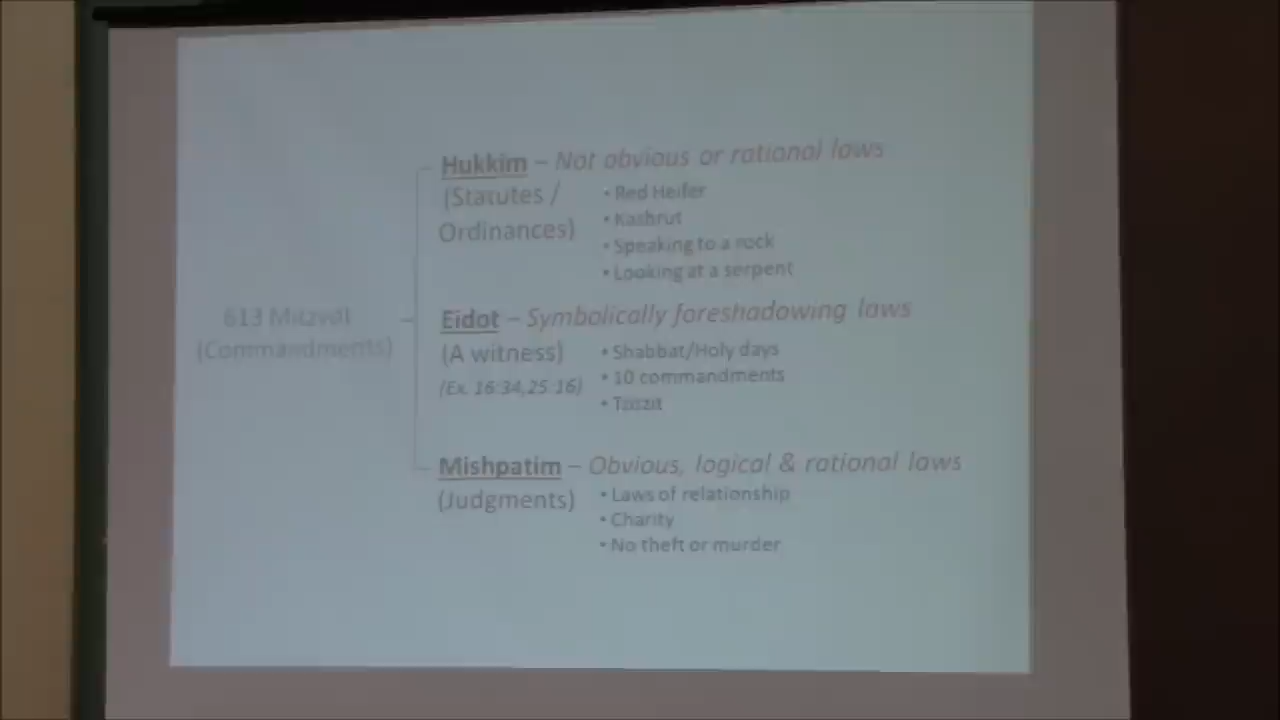 Hukkim – Not obvious or rational laws
(Statutes /
Ordinances)
• Red Heifer
• Kashrut
• Speaking to a rock
• Looking at a serpent
613 Mitzvot
(Commandments)
Eidot – Symbolically foreshadowing laws
(A witness)
(Ex. 16:34,25:16)
• Shabbat/Holy days
• 10 commandments
• Tzitzit
Mishpatim – Obvious, logical & rational laws
(Judgments)
• Laws of relationship
• Charity
• No theft or murder